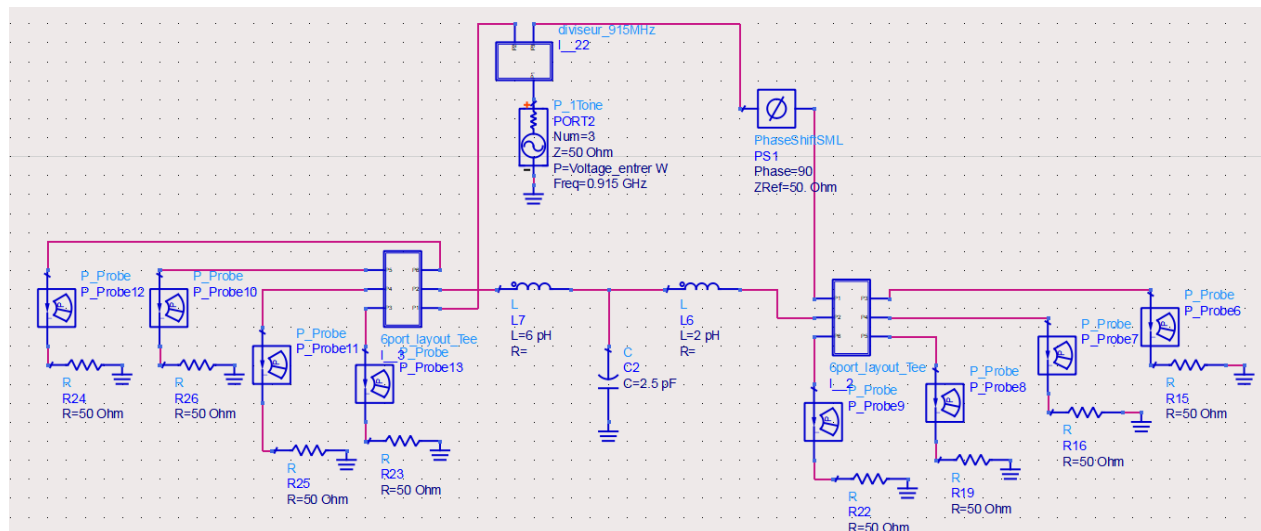 diviseur_915MHz
I__22
P_1Tone
PORT2
Num=3
Z=50 Ohm
P=Voltage_entrer W
Freq=0.915 GHz
PhaseShiftSML
PS1
Phase=90
ZRef=50. Ohm
P_Probe
P_Probe12
P_Probe
P_Probe10
P_Probe
P_Probe11
6port_layout_Tee
I__3
P_Probe
P_Probe13
L
L7
L=6 pH
R=
L
L6
L=2 pH
R=
C
C2
C=2.5 pF
6port_layout_Tee
I__2
P_Probe
P_Probe9
P_Probe
P_Probe8
P_Probe
P_Probe7
P_Probe
P_Probe6
R
R24
R=50 Ohm
R
R26
R=50 Ohm
R
R25
R=50 Ohm
R
R23
R=50 Ohm
R
R22
R=50 Ohm
R
R19
R=50 Ohm
R
R16
R=50 Ohm
R
R15
R=50 Ohm